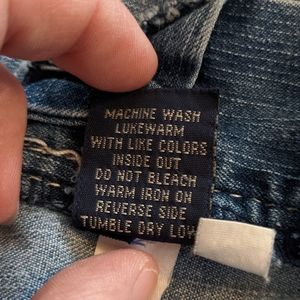 MACHINE WASH
LUKEWARM
WITH LIKE COLORS
INSIDE OUT
DO NOT BLEACH
WARM IRON ON
REVERSE SIDE
TUMBLE DRY LOW